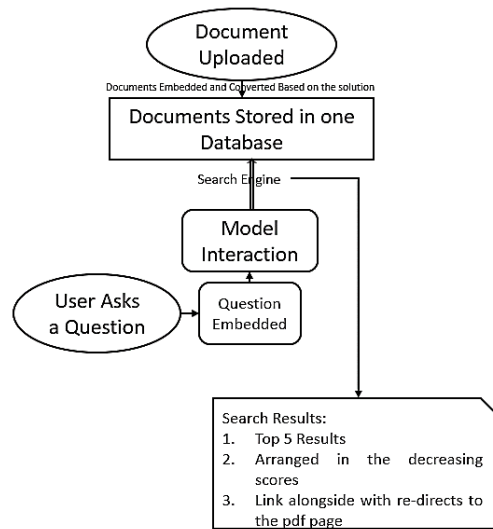 Document
Uploaded
Documents Embedded and Converted Based on the solution
Documents Stored in one
Database
Search Engine
Model
Interaction
User Asks
a Question
Question
Embedded
Search Results:
1. Top 5 Results
2. Arranged in the decreasing
scores
3. Link alongside with re-directs to
the pdf page